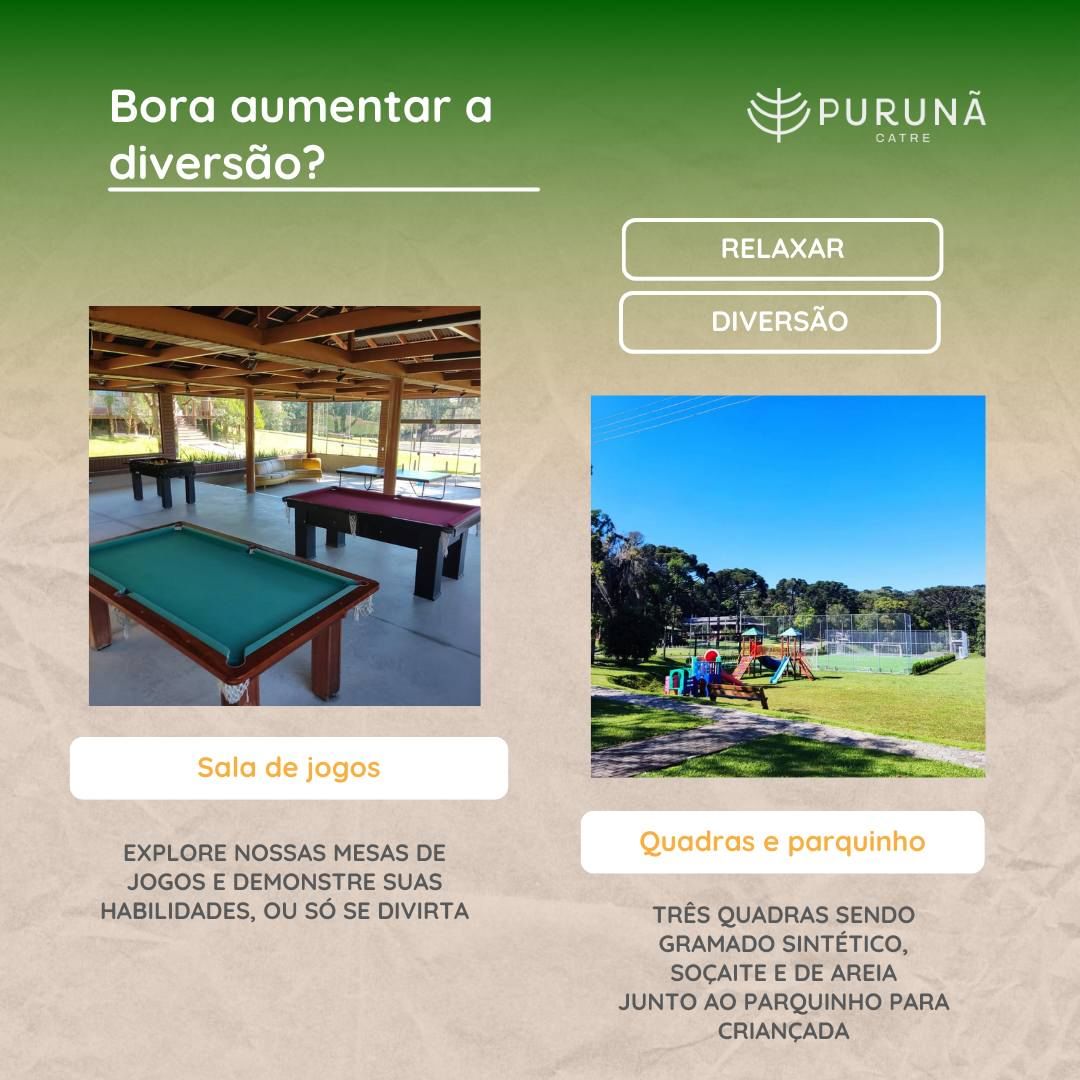 Bora aumentar a
diversão?
PURUNÃ
CATRE
RELAXAR
DIVERSÃO
Sala de jogos
EXPLORE NOSSAS MESAS DE
JOGOS E DEMONSTRE SUAS
HABILIDADES, OU SÓ SE DIVIRTA
Quadras e parquinho
TRÊS QUADRAS SENDO
GRAMADO SINTÉTICO,
SOÇAITE E DE AREIA
JUNTO AO PARQUINHO PARA
CRIANÇADA